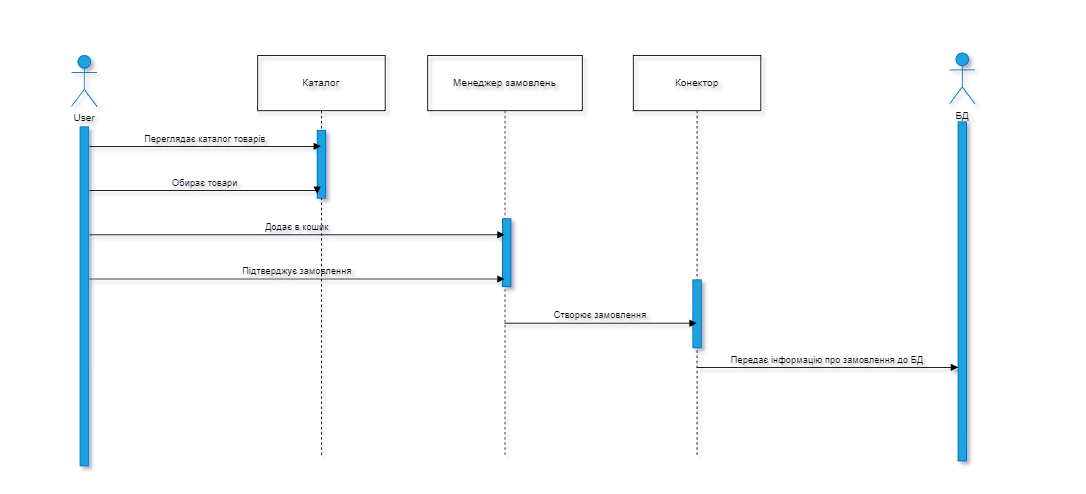 Каталог
Менеджер замовлень
Конектор
User
БД
Переглядає каталог товарів
Обирає товари
Додає в кошик
Підтверджує замовлення
Створює замовлення
Передає інформацію про замовлення до БД